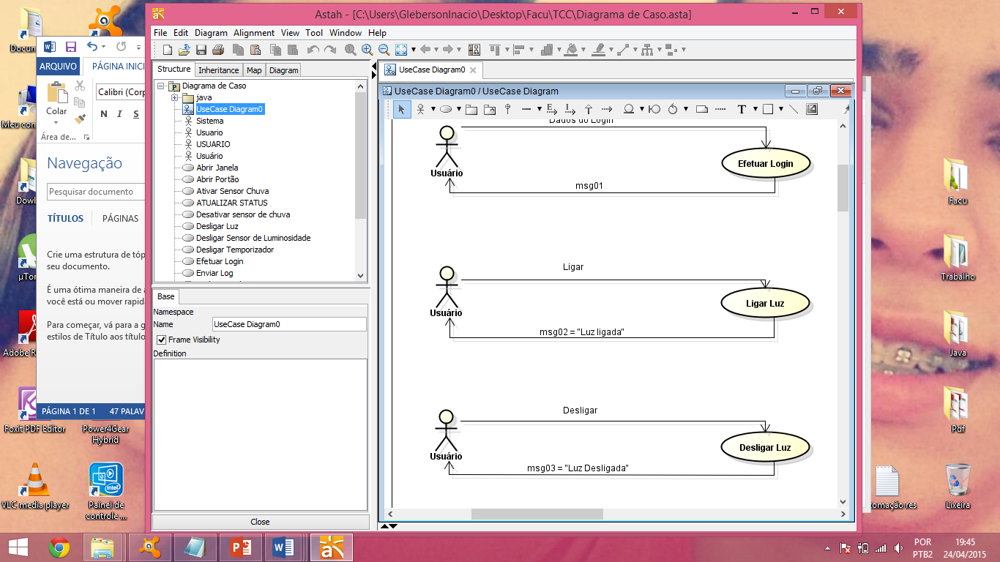 Astah - [C:\Users\GlebersonInacio\Desktop\Facu\TCC\Diagrama de Caso.asta]
File Edit Diagram Alignment View Tool Window Help
Structure Inheritance Map Diagram
Diagrama de Caso
java
UseCase Diagram0
Sistema
Usuario
USUARIO
Usuário
Abrir Janela
Abrir Portão
Ativar Sensor Chuva
ATUALIZAR STATUS
Desativar sensor de chuva
Desligar Luz
Desligar Sensor de Luminosidade
Desligar Temporizador
Efetuar Login
Enviar Log
Base
Namespace
Name UseCase Diagram0
Frame Visibility
Definition
Close
UseCase Diagram0
UseCase Diagram0 / UseCase Diagram
T
Dados do Login
Usuário
Efetuar Login
msg01
Ligar
Usuário
Ligar Luz
msg02 = "Luz ligada"
Desligar
Usuário
Desligar Luz
msg03 = "Luz Desligada"
ARQUIVO PÁGINA INICI
Calibri (Corp
Colar
N I S
Área de...
Navegação
Pesquisar documento
TÍTULOS PÁGINAS
Crie uma estrutura de tóp
seu documento.
É uma ótima maneira de a
você está ou mover rapid
Para começar, vá para a g
estilos de Título aos título
PÁGINA 1 DE 1 47 PALAV
Docum
Meu con
Dowl
µTor
Adobe R
Foxit PDF Editor
Power4Gear
Hybrid
VLC media player
Painel de
controle ...
Facu
Trabalho
Java
Pdf
omação res
Lixeira
POR
PTB2
19:45
24/04/2015